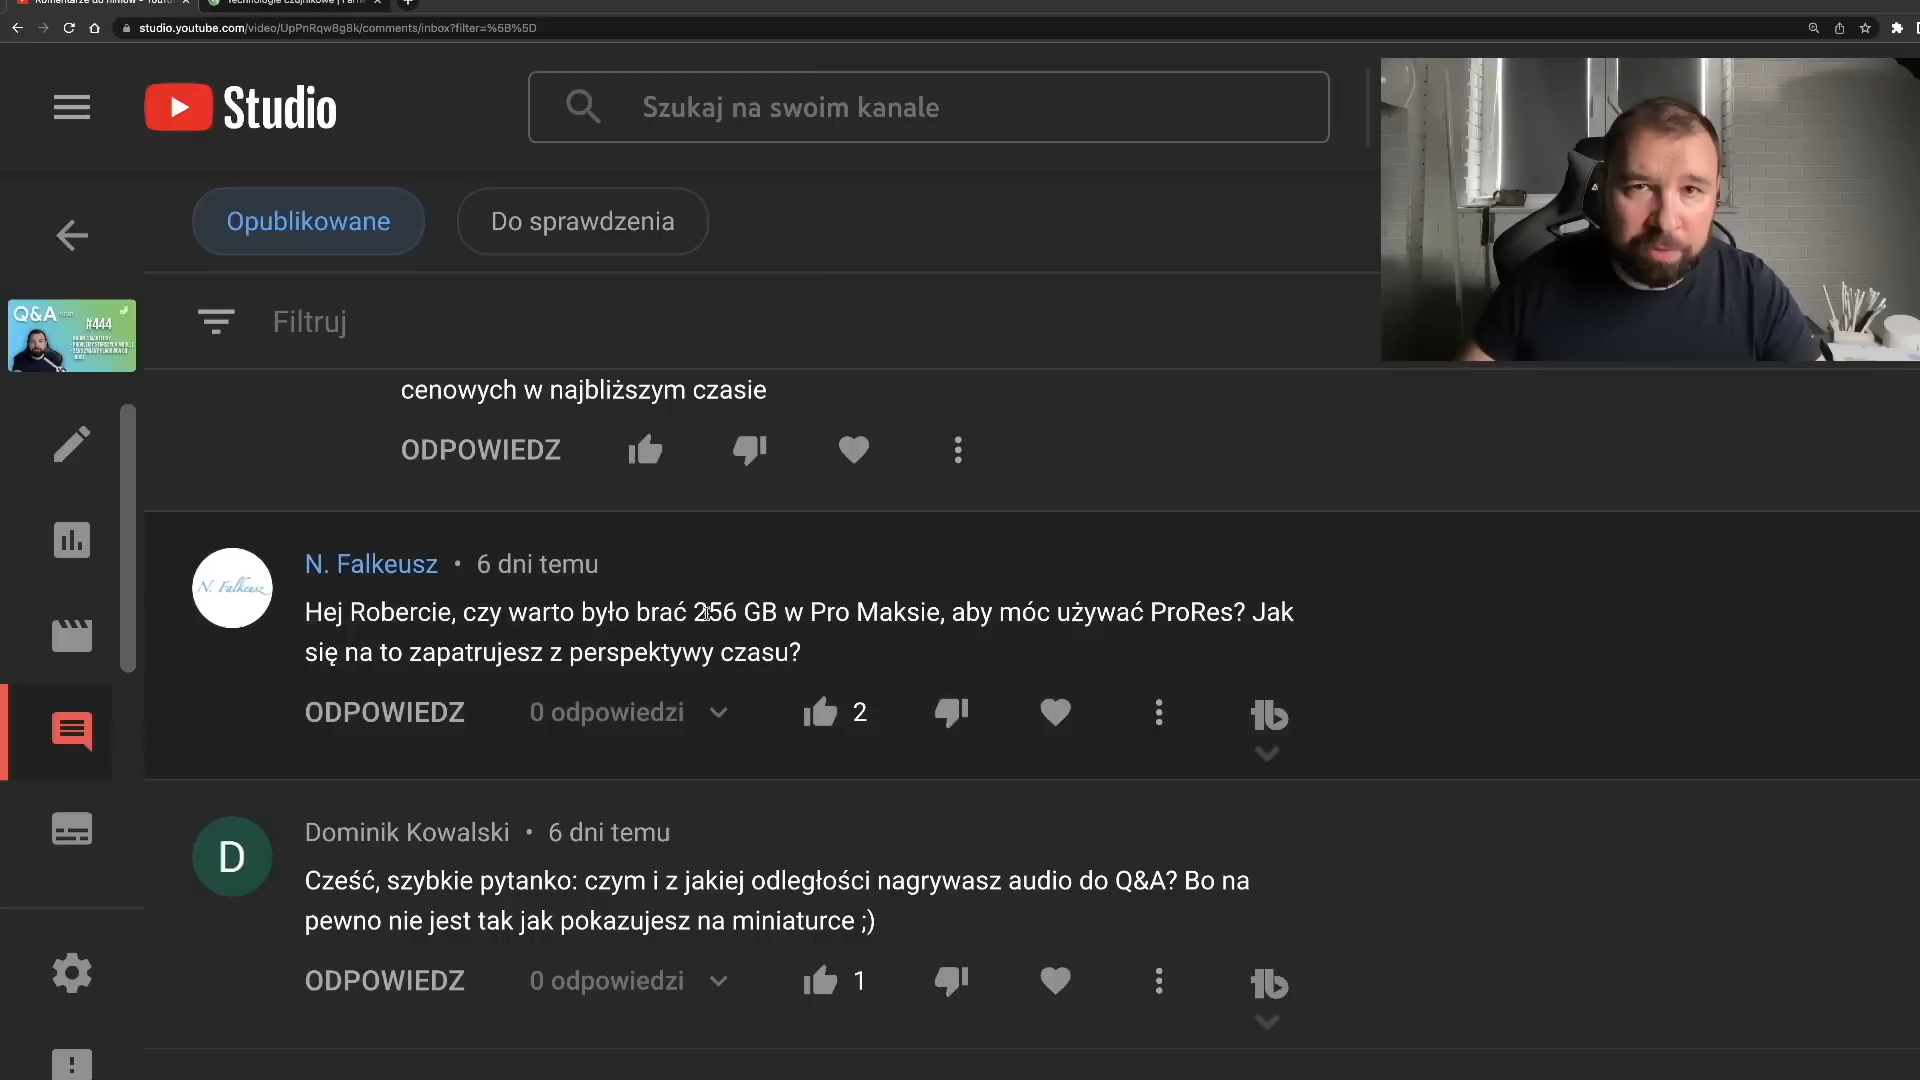 studio.youtube.com/video/UpPnRqw8g8k/comments/inbox?filter=%5B%5D
Studio
Szukaj na swoim kanale
Opublikowane
Do sprawdzenia
Q&A
#444
Filtruj
cenowych w najbliższym czasie
ODPOWIEDZ
N. Falkeusz
N. Falkeusz • 6 dni temu
Hej Robercie, czy warto było brać 256 GB w Pro Maksie, aby móc używać ProRes? Jak
się na to zapatrujesz z perspektywy czasu?
ODPOWIEDZ
0 odpowiedzi
2
D
Dominik Kowalski • 6 dni temu
Cześć, szybkie pytanko: czym i z jakiej odległości nagrywasz audio do Q&A? Bo na
pewno nie jest tak jak pokazujesz na miniaturce ;)
ODPOWIEDZ
0 odpowiedzi
1